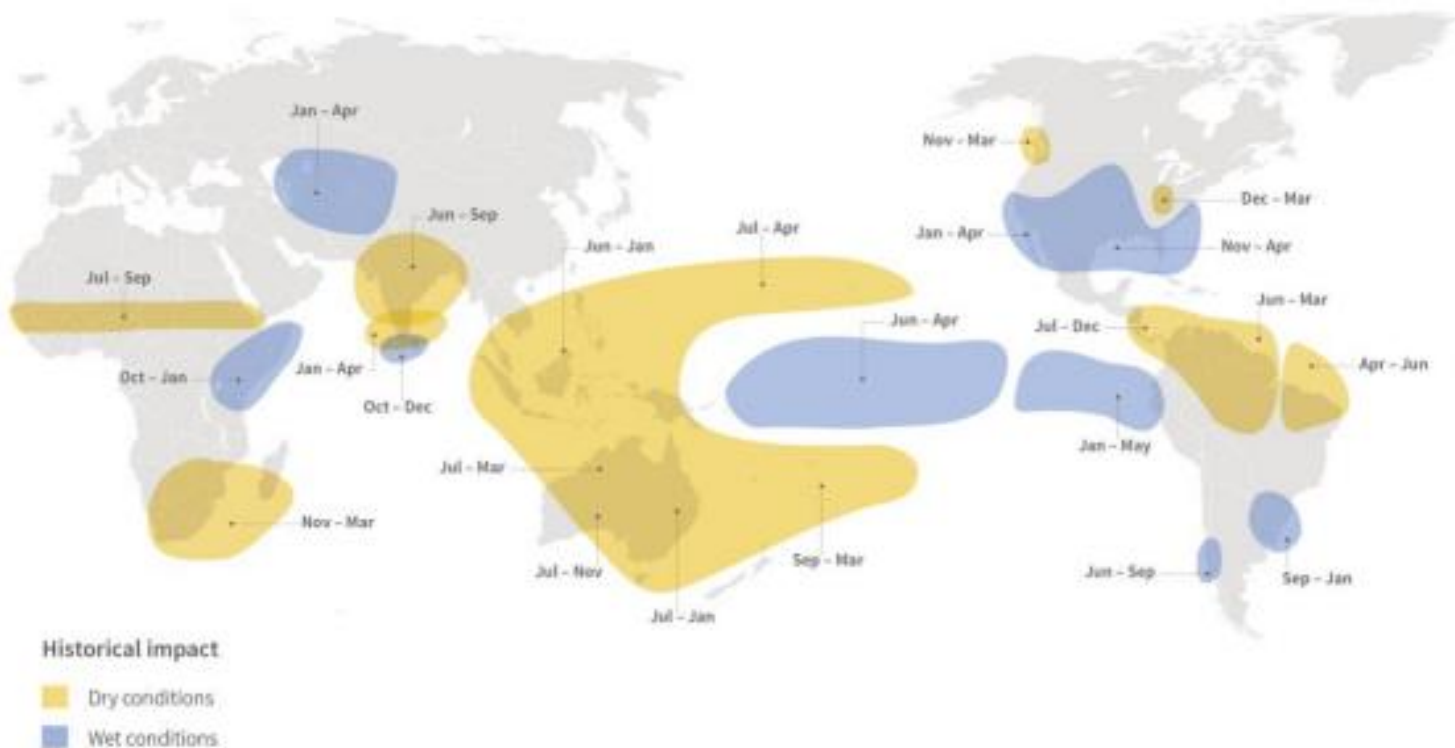 Jan – Apr
Nov – Mar
Dec – Mar
Jun – Sep
Jul – Apr
Jan – Apr
Nov – Apr
Jun – Jan
Jul – Sep
Jun – Mar
Jun – Apr
Jul – Dec
Jan – Apr
Apr – Jun
Oct – Jan
Oct – Dec
Jan – May
Jul – Mar
Nov – Mar
Sep – Mar
Jul – Nov
Jun – Sep
Sep – Jan
Jul – Jan
Historical impact
Dry conditions
Wet conditions